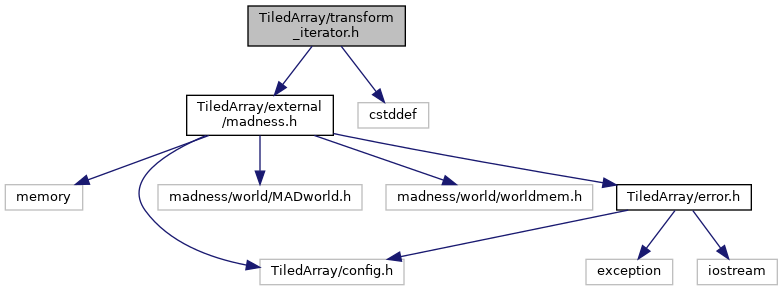 TiledArray/transform
_iterator.h
TiledArray/external
/madness.h
cstddef
memory
madness/world/MADworld.h
madness/world/worldmem.h
TiledArray/error.h
TiledArray/config.h
exception
iostream